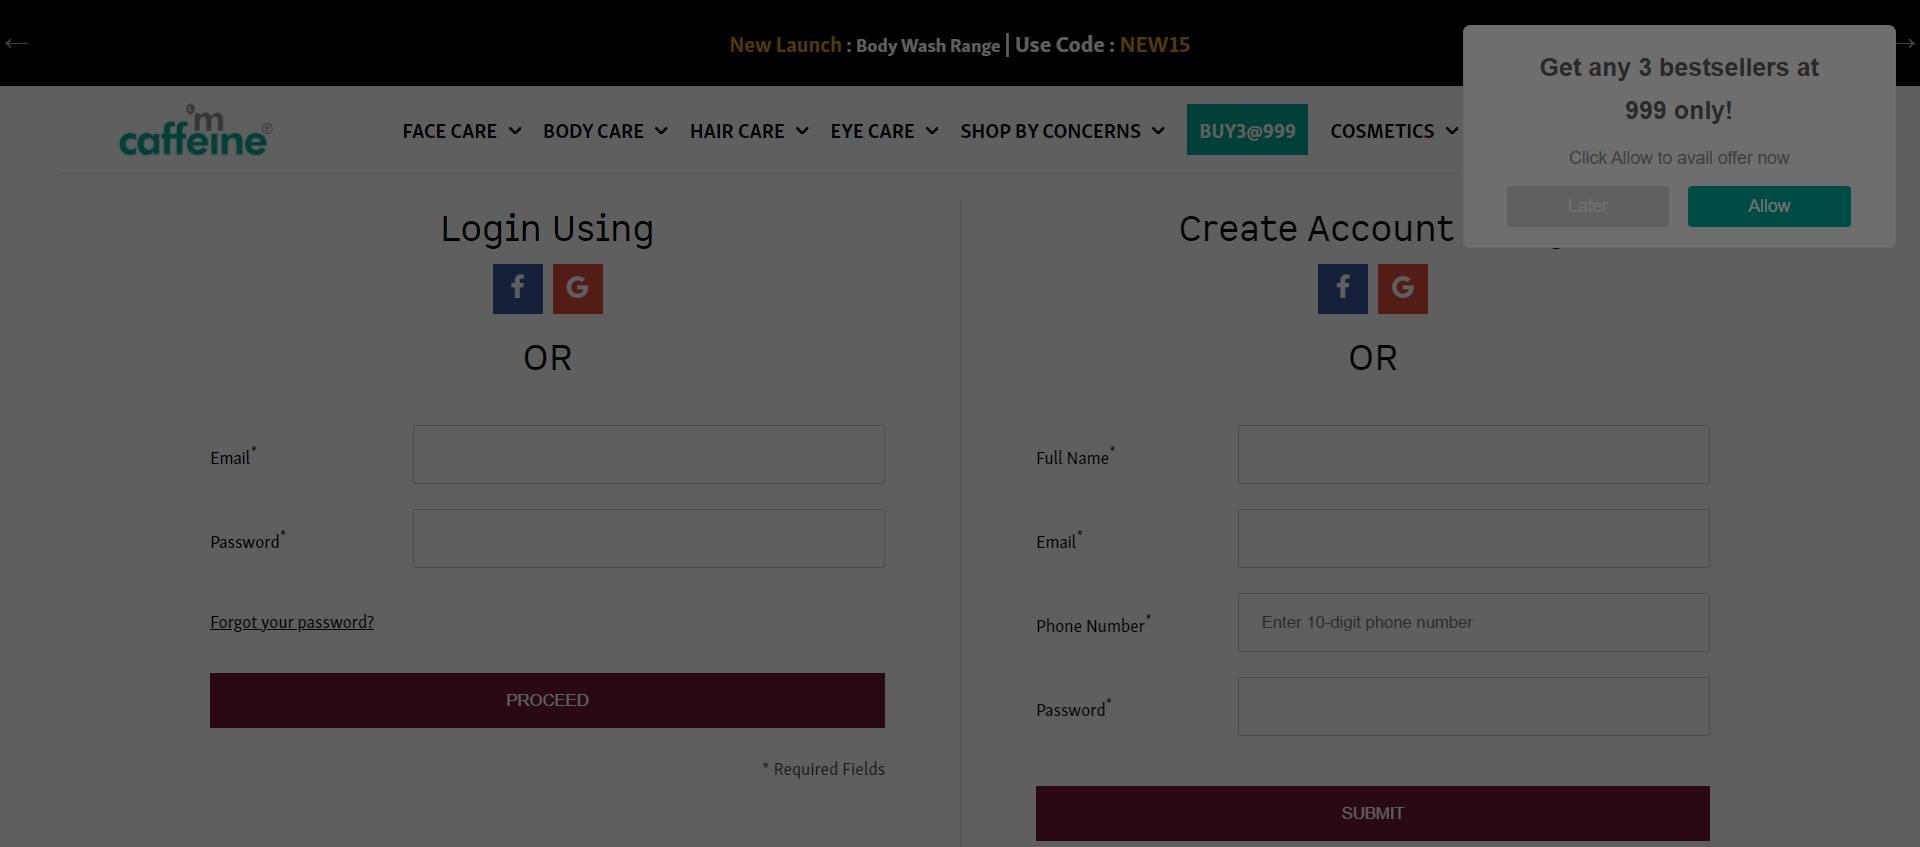 New Launch : Body Wash Range | Use Code : NEW15
Get any 3 bestsellers at
999 only!
Click Allow to avail offer now
Later
Allow
i'm
caffeine®
FACE CARE
BODY CARE
HAIR CARE
EYE CARE
SHOP BY CONCERNS
BUY3@999
COSMETICS
Login Using
f
G
OR
Email*
Password*
Forgot your password?
PROCEED
* Required Fields
Create Account
f
G
OR
Full Name*
Email*
Phone Number*
Enter 10-digit phone number
Password*
SUBMIT